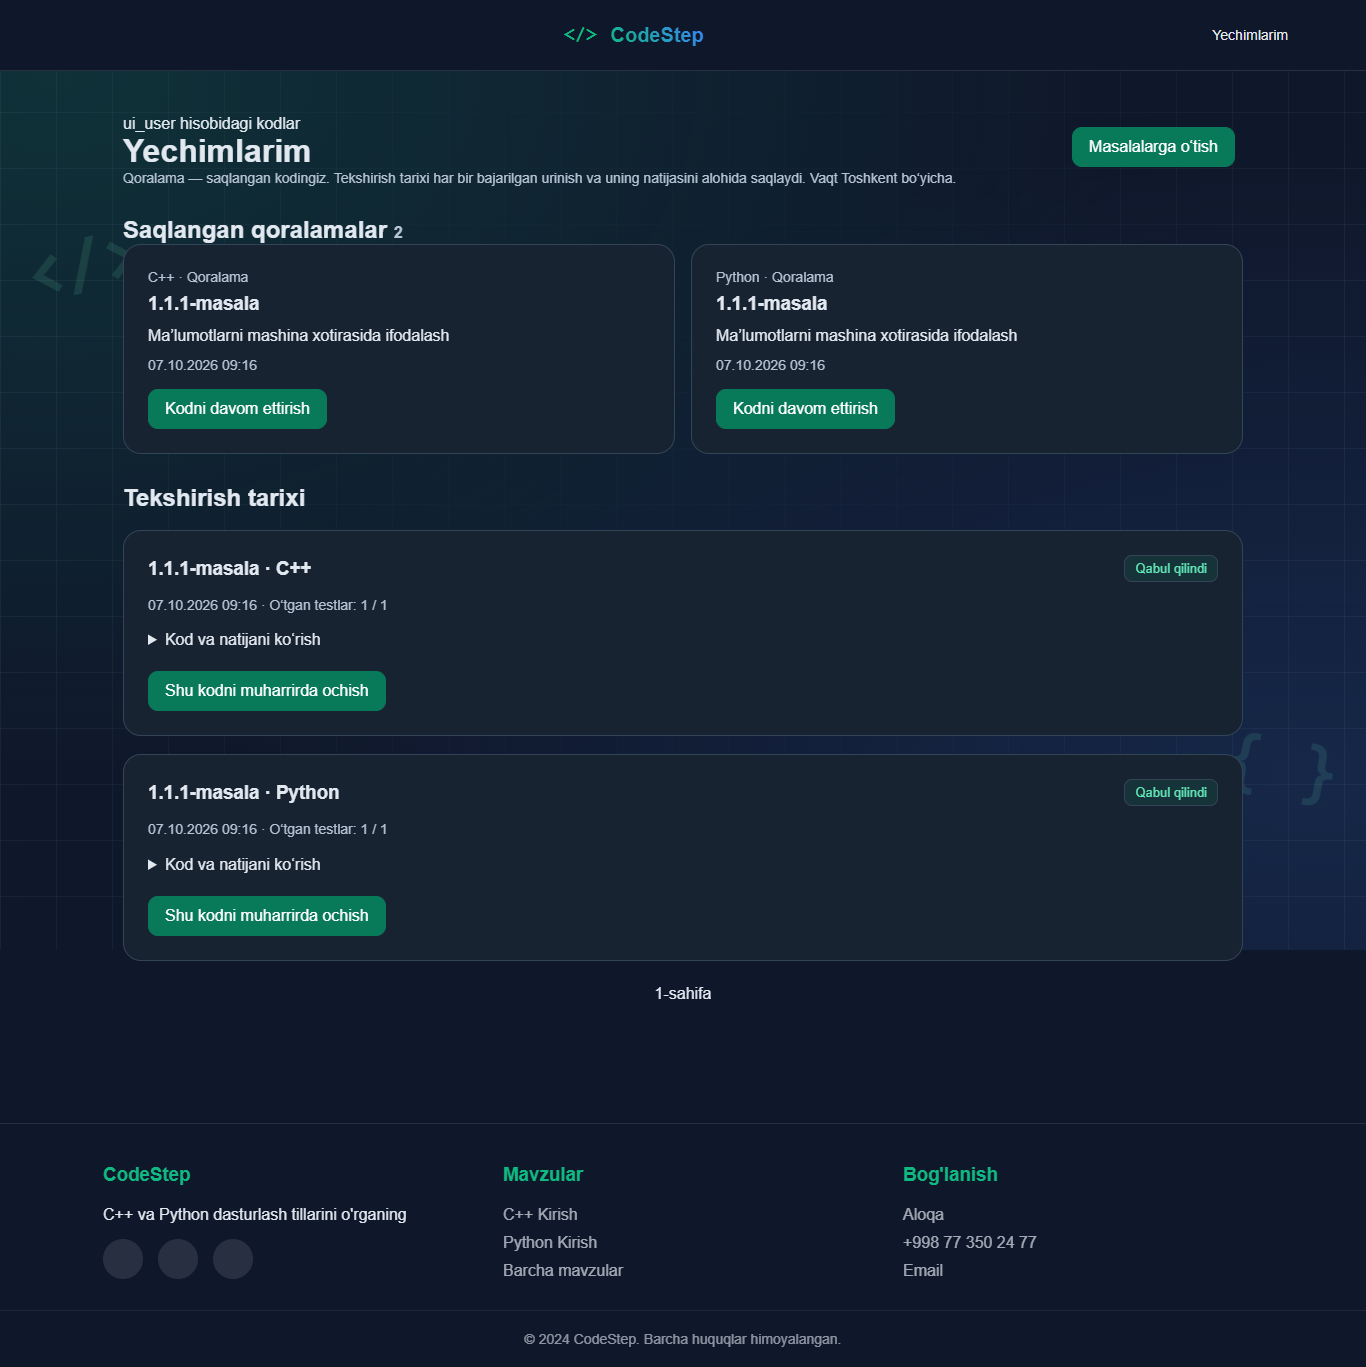 </> CodeStep
Yechimlarim
ui_user hisobidagi kodlar
Yechimlarim
Masalalarga o‘tish
Qoralama — saqlangan kodingiz. Tekshirish tarixi har bir bajarilgan urinish va uning natijasini alohida saqlaydi. Vaqt Toshkent bo‘yicha.
Saqlangan qoralamalar 2
</>
C++ · Qoralama
1.1.1-masala
Ma’lumotlarni mashina xotirasida ifodalash
07.10.2026 09:16
Kodni davom ettirish
Python · Qoralama
1.1.1-masala
Ma’lumotlarni mashina xotirasida ifodalash
07.10.2026 09:16
Kodni davom ettirish
Tekshirish tarixi
1.1.1-masala · C++
Qabul qilindi
07.10.2026 09:16 · O‘tgan testlar: 1 / 1
▶ Kod va natijani ko‘rish
Shu kodni muharrirda ochish
{ }
1.1.1-masala · Python
Qabul qilindi
07.10.2026 09:16 · O‘tgan testlar: 1 / 1
▶ Kod va natijani ko‘rish
Shu kodni muharrirda ochish
1-sahifa
CodeStep
C++ va Python dasturlash tillarini o'rganing
Mavzular
C++ Kirish
Python Kirish
Barcha mavzular
Bog'lanish
Aloqa
+998 77 350 24 77
Email
© 2024 CodeStep. Barcha huquqlar himoyalangan.